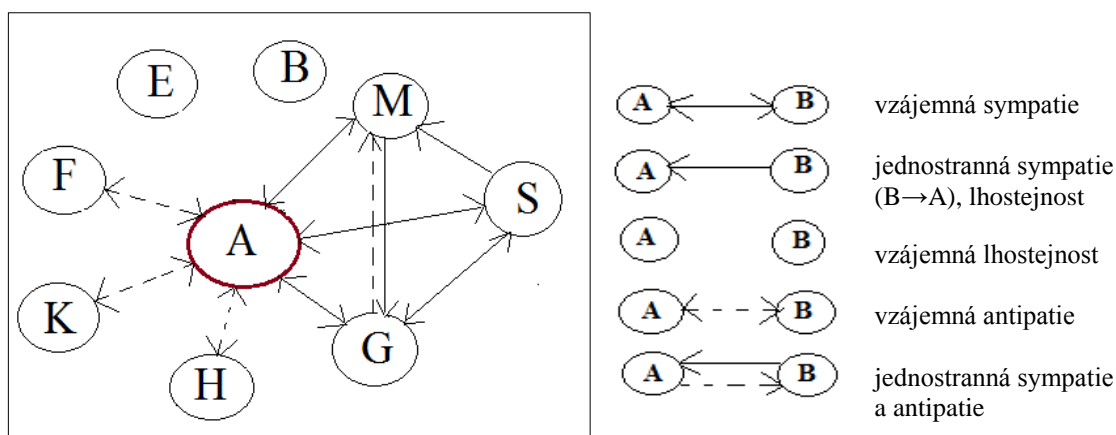 E
B
M
F
S
A
K
G
H
A B vzájemná sympatie
A B jednostranná sympatie
(B→A), lhostejnost
A B vzájemná lhostejnost
A B vzájemná antipatie
A B jednostranná sympatie
a antipatie